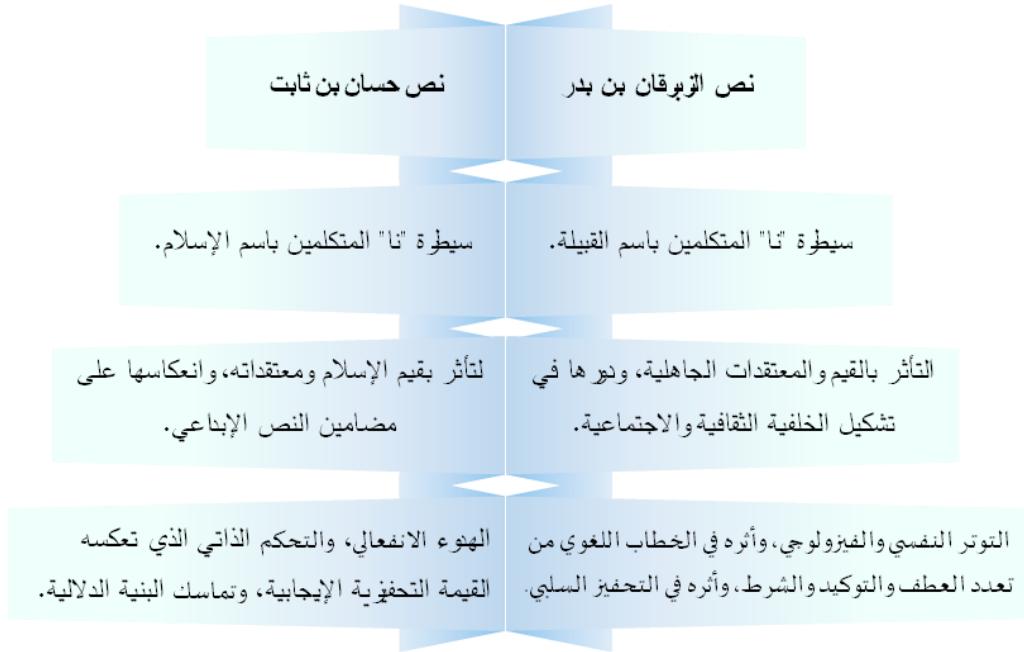 نص الزبرقان بن بدر
نص حسان بن ثابت
سيطرة "نا" المتكلمين باسم القبيلة.
سيطرة "نا" المتكلمين باسم الإسلام.
التأثر بالقيم والمعتقدات الجاهلية، ودورها في
تشكيل الخلفية الثقافية والاجتماعية.
لتأثر بقيم الإسلام ومعتقداته، وانعكاسها على
مضامين النص الإبداعي.
التوتر النفسي والفيزولوجي، وأثره في الخطاب اللغوي من
تعدد العطف والتوكيد والشرط، وأثره في التحفيز السلبي.
الهدوء الانفعالي، والتحكم الذاتي الذي تعكسه
القيمة التحفيزية الإيجابية، وتماسك البنية الدلالية.